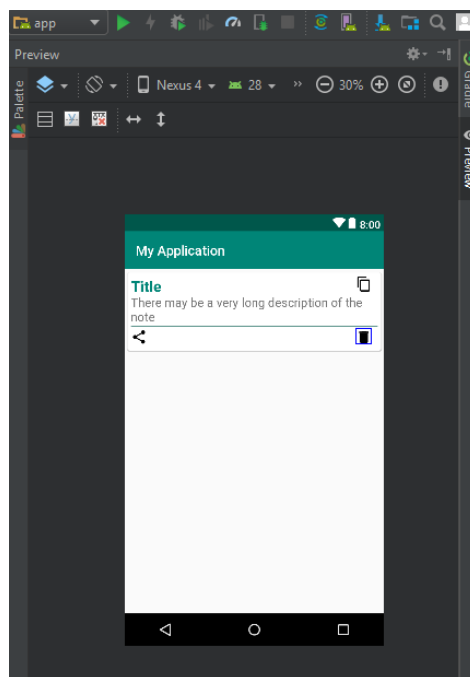 app
Preview
Nexus 4
28
30%
Palette
Gradle
Preview
8:00
My Application
Title
There may be a very long description of the
note